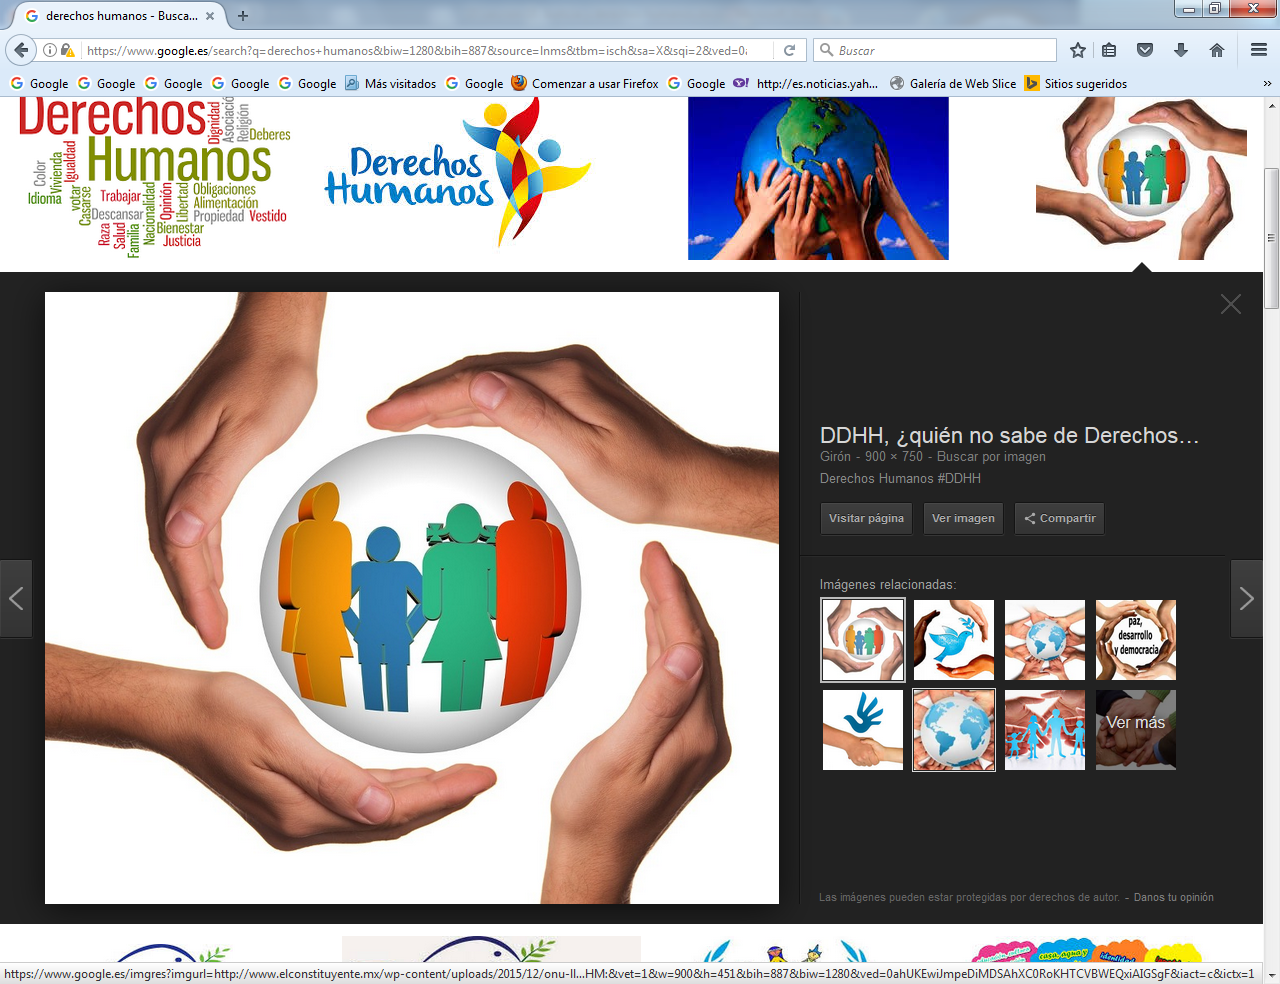 derechos humanos - Busca...
https://www.google.es/search?q=derechos+humanos&biw=1280&bih=887&source=lnms&tbm=isch&sa=X&sqi=2&ved=0a
Buscar
Google Google Google Google Google Más visitados Google Comenzar a usar Firefox Google http://es.noticias.yah... Galería de Web Slice Sitios sugeridos »
Derechos
Humanos
Dignidad
Asociació
Religión
Deberes
Color
Vivienda
Igualdad
Idioma
votar
Casarse
Trabajar
Descansar
Nacionalidad
Opinión
Libertad
Obligaciones
Alimentación
Propiedad
Vestido
Raza
Salud
Familia
Bienestar
Justicia
Derechos
Humanos
DDHH, ¿quién no sabe de Derechos...
Girón - 900 × 750 - Buscar por imagen
Derechos Humanos #DDHH
Visitar página Ver imagen Compartir
Imágenes relacionadas:
paz,
desarrollo
y democracia
Ver más
Las imágenes pueden estar protegidas por derechos de autor. - Danos tu opinión
casa, agua y
identidad
https://www.google.es/imgres?imgurl=http://www.elconstituyente.mx/wp-content/uploads/2015/12/onu-ll...HM:&vet=1&w=900&h=451&bih=887&biw=1280&ved=0ahUKEwiJmpeDiMDSAhXC0RoKHTCVBWEQxiAIGSgF&iact=c&ictx=1